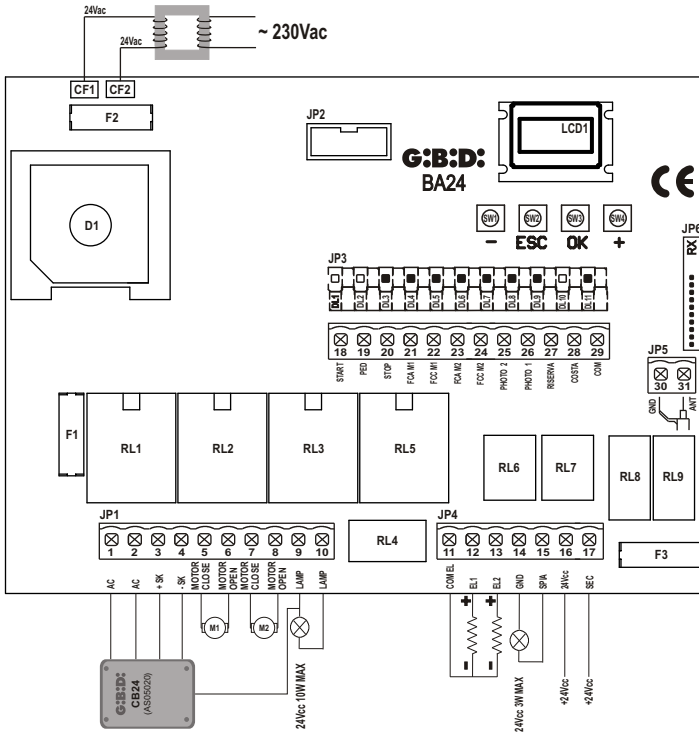 24Vac
24Vac
~ 230Vac
CF1
CF2
F2
JP2
LCD1
G:B:D:
BA24
CE
D1
SW1
SW2
SW3
SW4
- ESC OK +
JP6
RX
JP3
DL1
DL2
DL3
DL4
DL5
DL6
DL7
DL8
DL9
DL10
DL11
18 19 20 21 22 23 24 25 26 27 28 29
START
PED
STOP
FCA M1
FCC M1
FCA M2
FCC M2
PHOTO 2
PHOTO 1
RISERVA
COSTA
COM
JP5
30 31
GND
ANT
F1
RL1
RL2
RL3
RL5
RL6
RL7
RL8
RL9
JP1
1 2 3 4 5 6 7 8 9 10
RL4
JP4
11 12 13 14 15 16 17
F3
AC
AC
+ SK
- SK
MOTOR
CLOSE
MOTOR
OPEN
MOTOR
CLOSE
MOTOR
OPEN
LAMP
LAMP
COM EL
EL1
EL2
GND
SPIA
24Vcc
SEC
M1
M2
+ +
- -
G:B:D:
CB24
(AS05020)
24Vcc 10W MAX
24Vcc 3W MAX
+24Vcc
+24Vcc